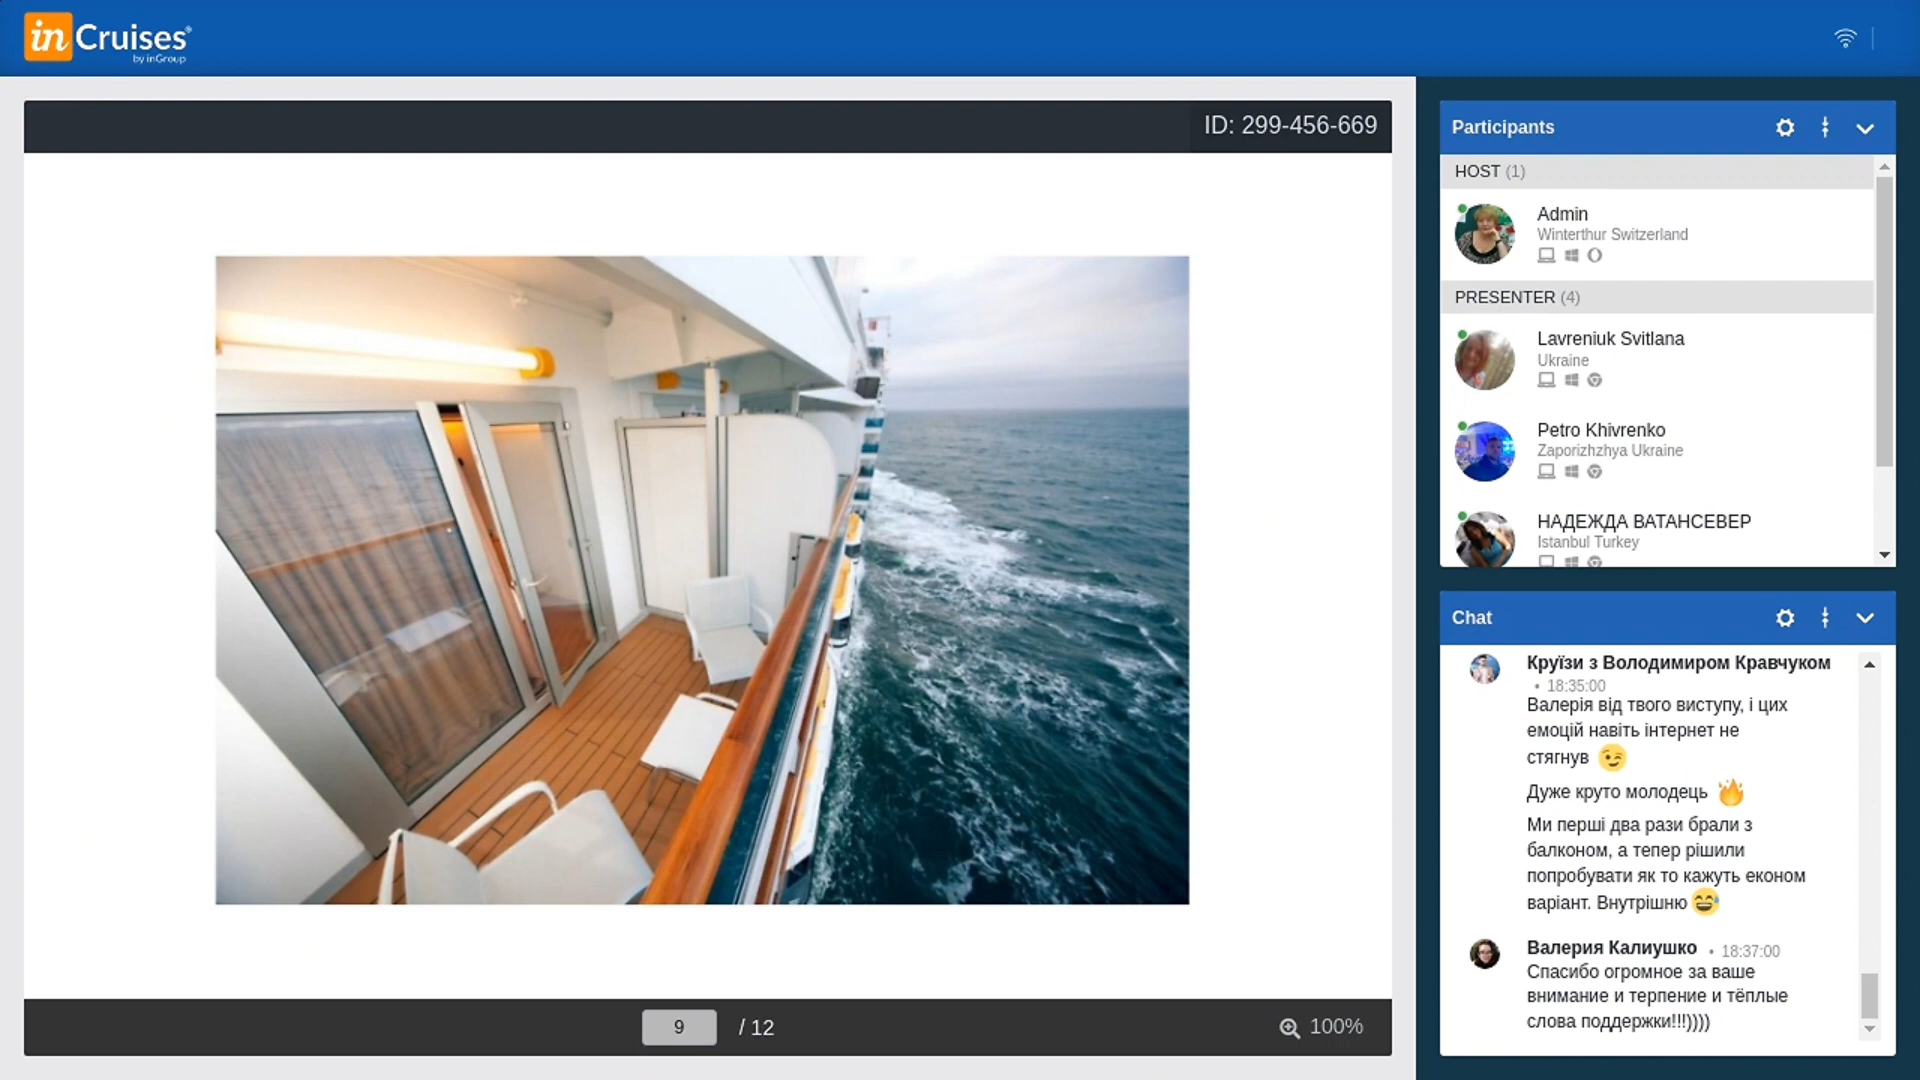 in Cruises®
by inGroup
ID: 299-456-669
9 / 12
100%
Participants
HOST (1)
Admin
Winterthur Switzerland
PRESENTER (4)
Lavreniuk Svitlana
Ukraine
Petro Khivrenko
Zaporizhzhya Ukraine
НАДЕЖДА ВАТАНСЕВЕР
Istanbul Turkey
Chat
Круїзи з Володимиром Кравчуком
• 18:35:00
Валерія від твого виступу, і цих
емоцій навіть інтернет не
стягнув 😉
Дуже круто молодець 🔥
Ми перші два рази брали з
балконом, а тепер рішили
попробувати як то кажуть економ
варіант. Внутрішню 😅
Валерия Калиушко • 18:37:00
Спасибо огромное за ваше
внимание и терпение и тёплые
слова поддержки!!!))))